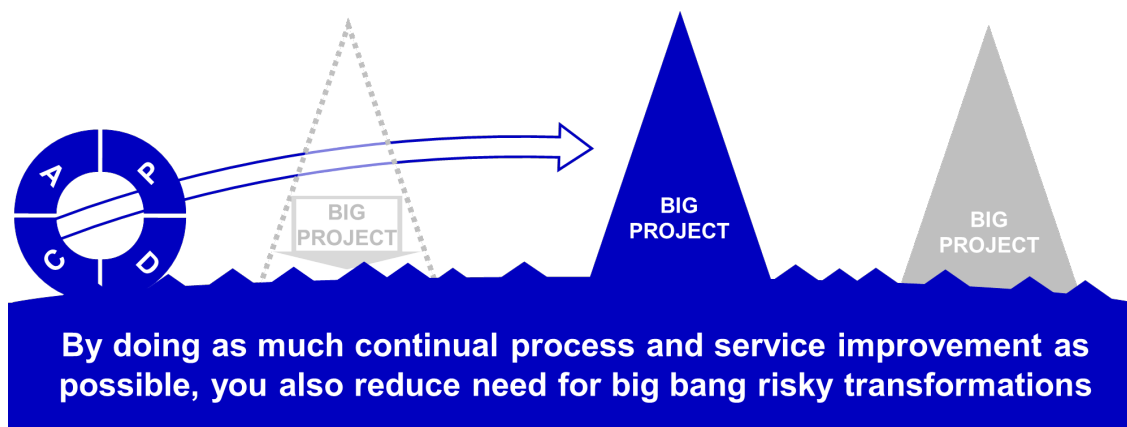 A
P
C
D
BIG
PROJECT
BIG
PROJECT
BIG
PROJECT
By doing as much continual process and service improvement as
possible, you also reduce need for big bang risky transformations